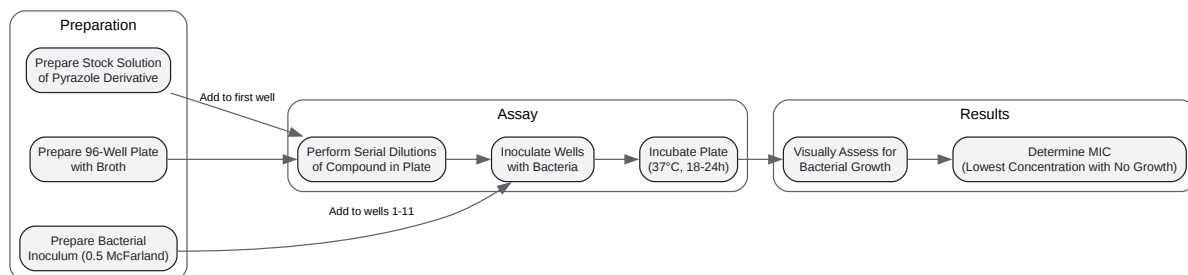 Preparation
Prepare Stock Solution
of Pyrazole Derivative
Add to first well
Prepare 96-Well Plate
with Broth
Prepare Bacterial
Inoculum (0.5 McFarland)
Add to wells 1-11
Assay
Perform Serial Dilutions
of Compound in Plate
Inoculate Wells
with Bacteria
Incubate Plate
(37°C, 18-24h)
Results
Visually Assess for
Bacterial Growth
Determine MIC
(Lowest Concentration with No Growth)